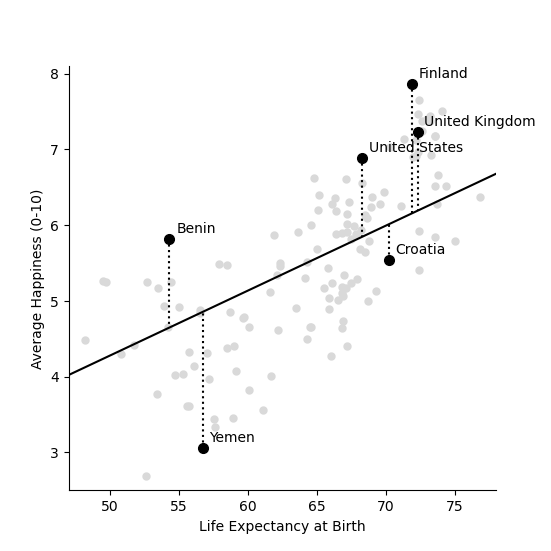 8
7
6
5
4
3
Average Happiness (0-10)
Finland
United Kingdom
United States
Benin
Croatia
Yemen
50 55 60 65 70 75
Life Expectancy at Birth